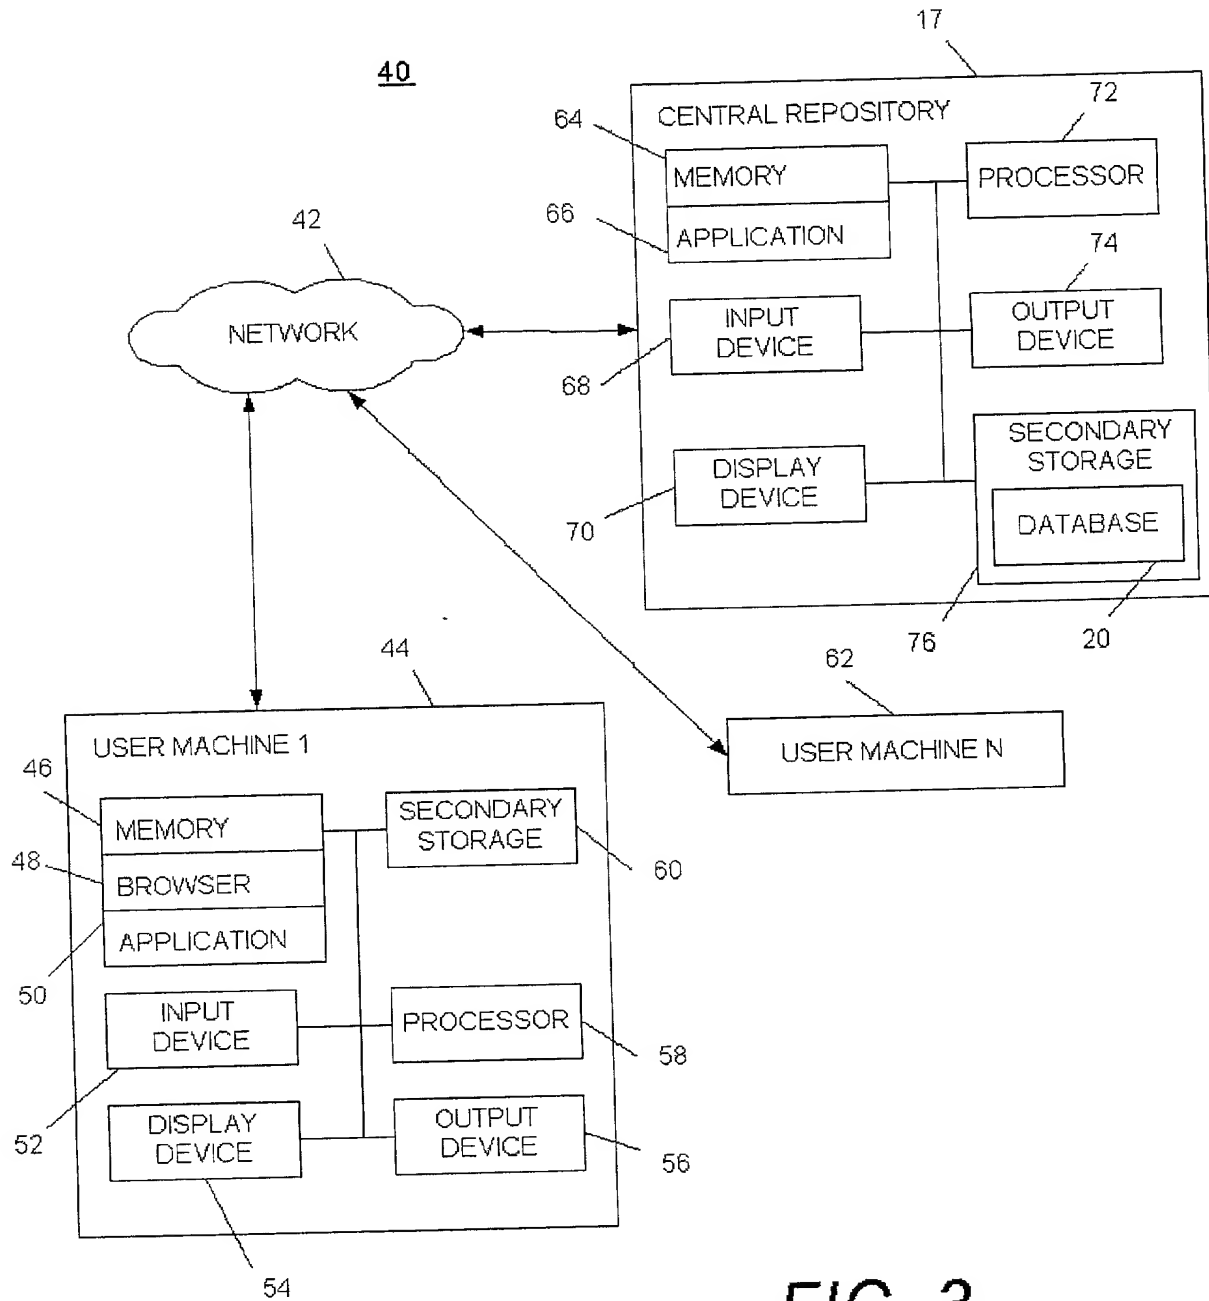 40
17
CENTRAL REPOSITORY
64
72
MEMORY
PROCESSOR
66
APPLICATION
42
74
NETWORK
INPUT
DEVICE
OUTPUT
DEVICE
68
DISPLAY
DEVICE
70
SECONDARY
STORAGE
DATABASE
76
20
44
62
USER MACHINE 1
USER MACHINE N
46
MEMORY
SECONDARY
STORAGE
48
BROWSER
60
APPLICATION
50
INPUT
DEVICE
PROCESSOR
58
52
DISPLAY
DEVICE
OUTPUT
DEVICE
56
54
FIG. 3